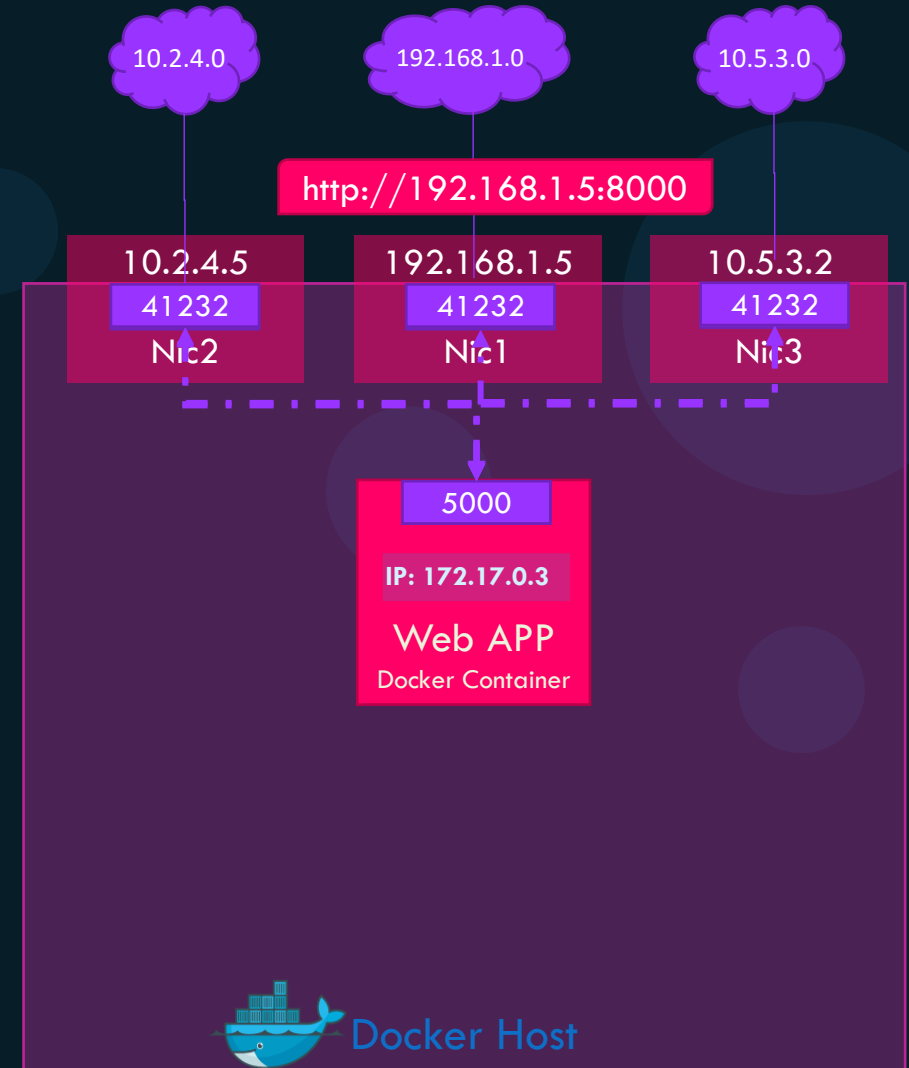 10.2.4.0
192.168.1.0
10.5.3.0
http://192.168.1.5:8000
10.2.4.5
192.168.1.5
10.5.3.2
41232
41232
41232
Nic2
Nic1
Nic3
5000
IP: 172.17.0.3
Web APP
Docker Container
Docker Host